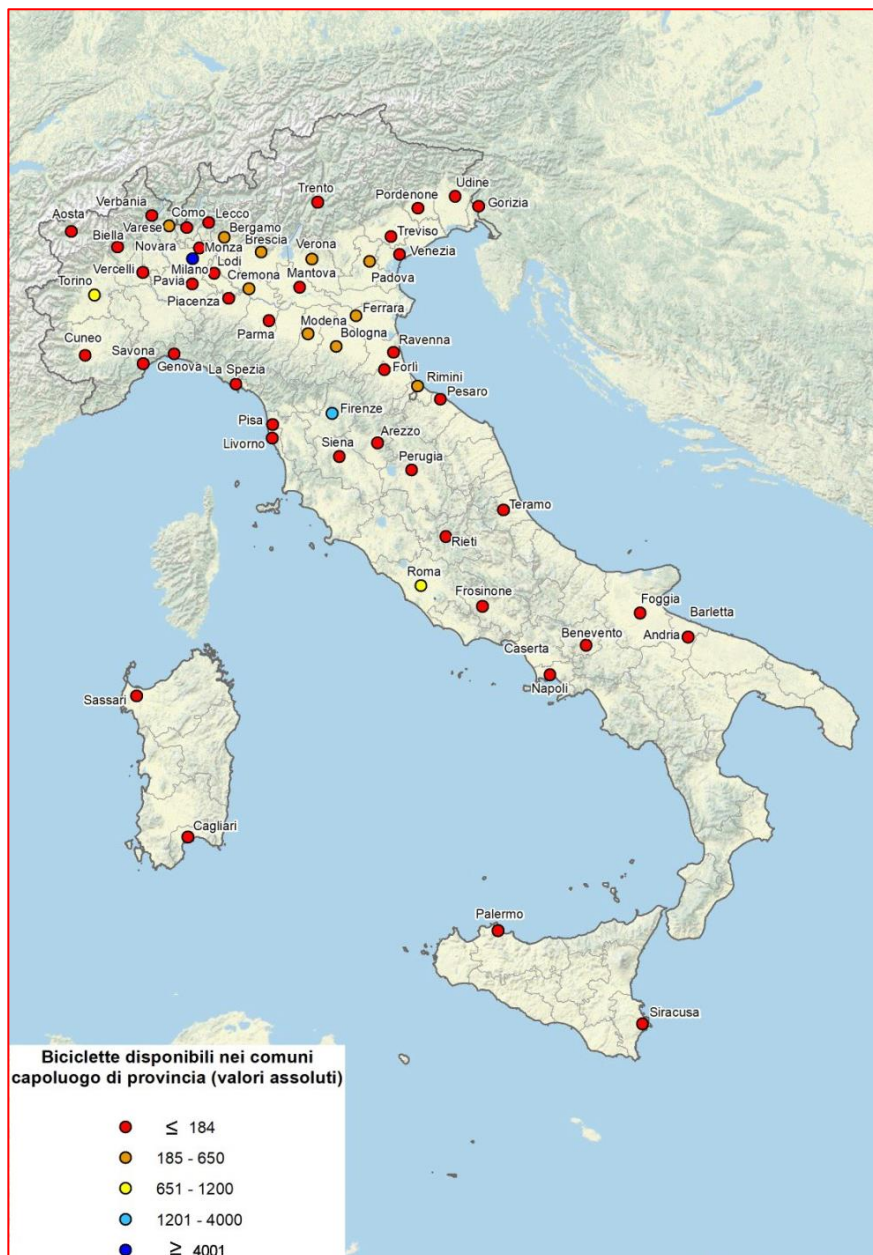 Trento
Udine
Pordenone
Gorizia
Verbania
Como
Lecco
Aosta
Varese
Bergamo
Treviso
Biella
Brescia
Verona
Novara
Monza
Venezia
Vercelli
Milano
Lodi
Padova
Torino
Pavia
Cremona
Mantova
Piacenza
Ferrara
Modena
Parma
Bologna
Cuneo
Ravenna
Savona
Genova
Forlì
La Spezia
Rimini
Pesaro
Firenze
Pisa
Arezzo
Livorno
Siena
Perugia
Teramo
Rieti
Roma
Frosinone
Foggia
Barletta
Benevento
Andria
Caserta
Napoli
Sassari
Cagliari
Palermo
Siracusa
Biciclette disponibili nei comuni
capoluogo di provincia (valori assoluti)
≤ 184
185 - 650
651 - 1200
1201 - 4000
≥ 4001